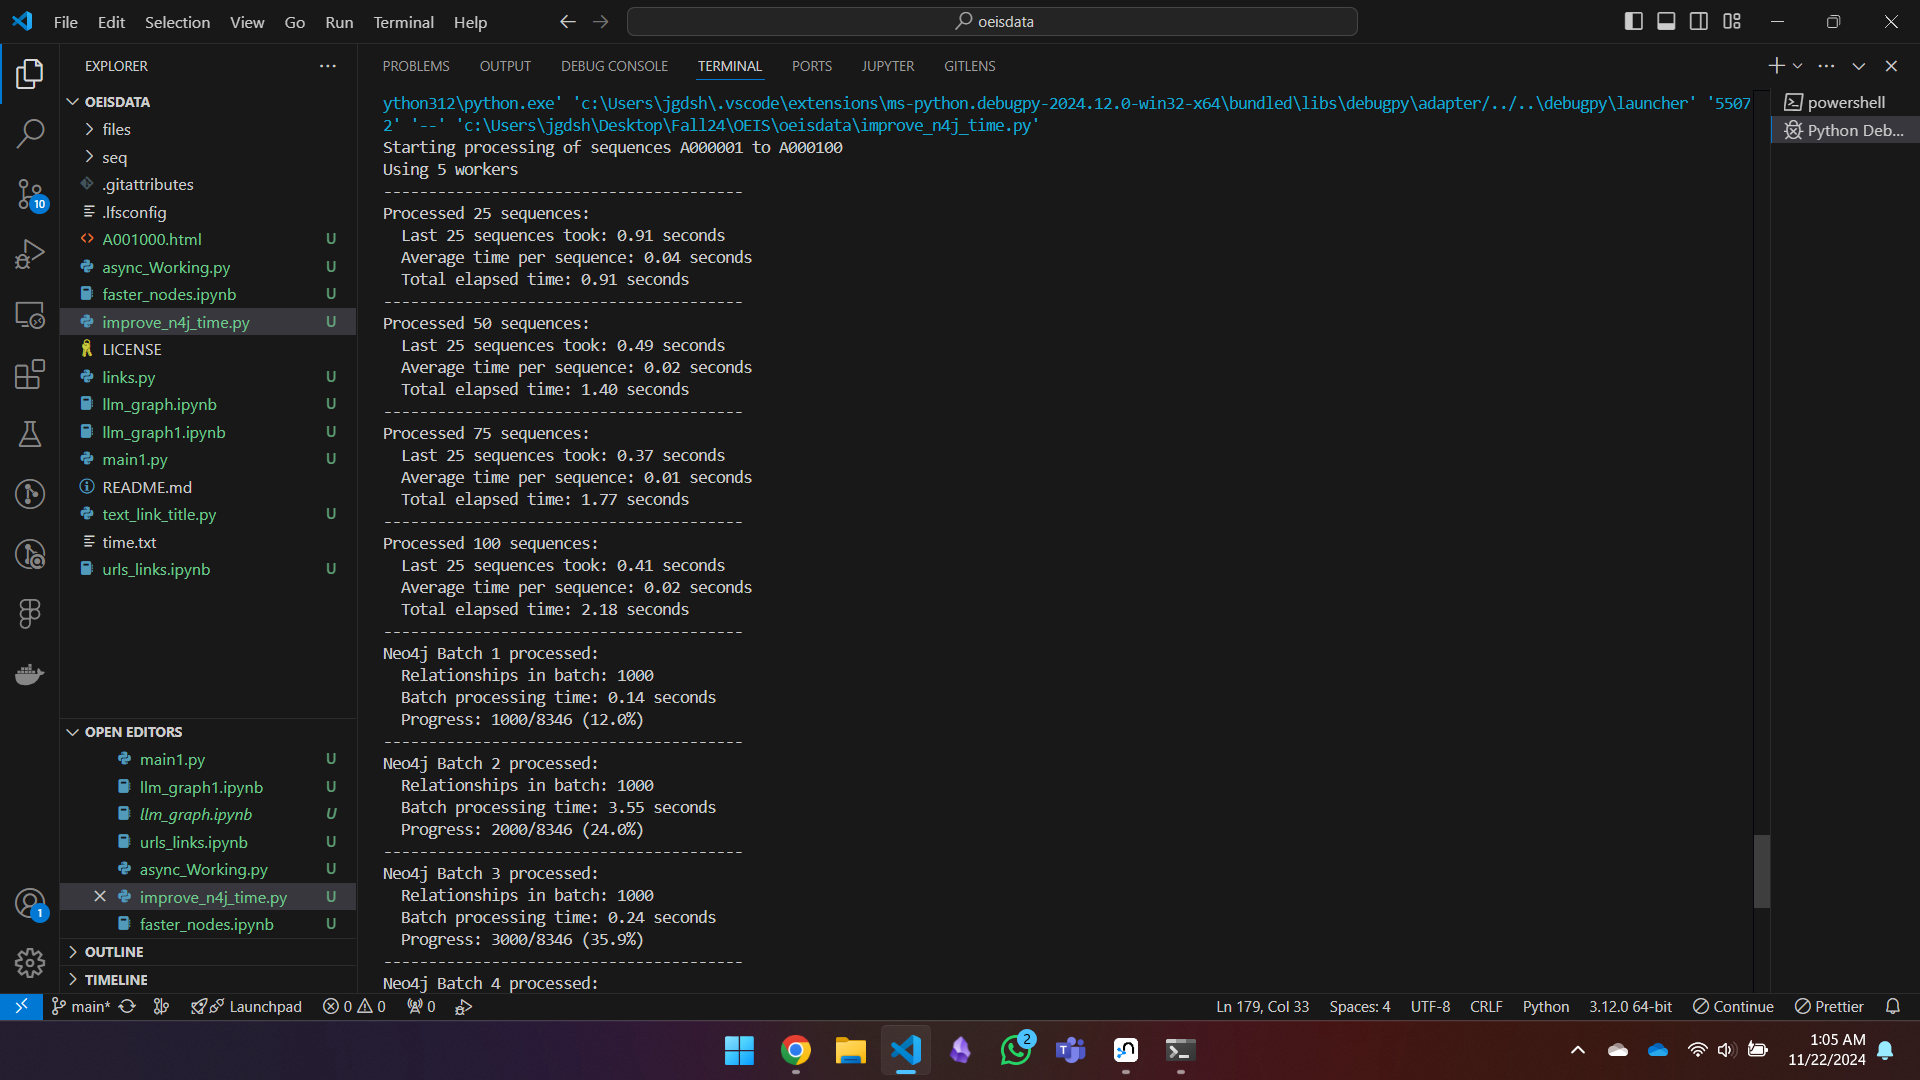 File Edit Selection View Go Run Terminal Help
oeisdata
EXPLORER
OEISDATA
files
seq
.gitattributes
.lfsconfig
A001000.html U
async_Working.py U
faster_nodes.ipynb U
improve_n4j_time.py U
LICENSE
links.py U
llm_graph.ipynb U
llm_graph1.ipynb U
main1.py U
README.md
text_link_title.py U
time.txt
urls_links.ipynb U
OPEN EDITORS
main1.py U
llm_graph1.ipynb U
llm_graph.ipynb U
urls_links.ipynb U
async_Working.py U
improve_n4j_time.py U
faster_nodes.ipynb U
OUTLINE
TIMELINE
10
1
PROBLEMS OUTPUT DEBUG CONSOLE TERMINAL PORTS JUPYTER GITLENS
ython312\python.exe' 'c:\Users\jgdsh\.vscode\extensions\ms-python.debugpy-2024.12.0-win32-x64\bundled\libs\debugpy\adapter/../..\debugpy\launcher' '5507
2' '--' 'c:\Users\jgdsh\Desktop\Fall24\OEIS\oeisdata\improve_n4j_time.py'
Starting processing of sequences A000001 to A000100
Using 5 workers
----------------------------------------
Processed 25 sequences:
Last 25 sequences took: 0.91 seconds
Average time per sequence: 0.04 seconds
Total elapsed time: 0.91 seconds
----------------------------------------
Processed 50 sequences:
Last 25 sequences took: 0.49 seconds
Average time per sequence: 0.02 seconds
Total elapsed time: 1.40 seconds
----------------------------------------
Processed 75 sequences:
Last 25 sequences took: 0.37 seconds
Average time per sequence: 0.01 seconds
Total elapsed time: 1.77 seconds
----------------------------------------
Processed 100 sequences:
Last 25 sequences took: 0.41 seconds
Average time per sequence: 0.02 seconds
Total elapsed time: 2.18 seconds
----------------------------------------
Neo4j Batch 1 processed:
Relationships in batch: 1000
Batch processing time: 0.14 seconds
Progress: 1000/8346 (12.0%)
----------------------------------------
Neo4j Batch 2 processed:
Relationships in batch: 1000
Batch processing time: 3.55 seconds
Progress: 2000/8346 (24.0%)
----------------------------------------
Neo4j Batch 3 processed:
Relationships in batch: 1000
Batch processing time: 0.24 seconds
Progress: 3000/8346 (35.9%)
----------------------------------------
Neo4j Batch 4 processed:
powershell
Python Deb...
main* Launchpad 0 0 0 Ln 179, Col 33 Spaces: 4 UTF-8 CRLF Python 3.12.0 64-bit Continue Prettier
2
1:05 AM
11/22/2024